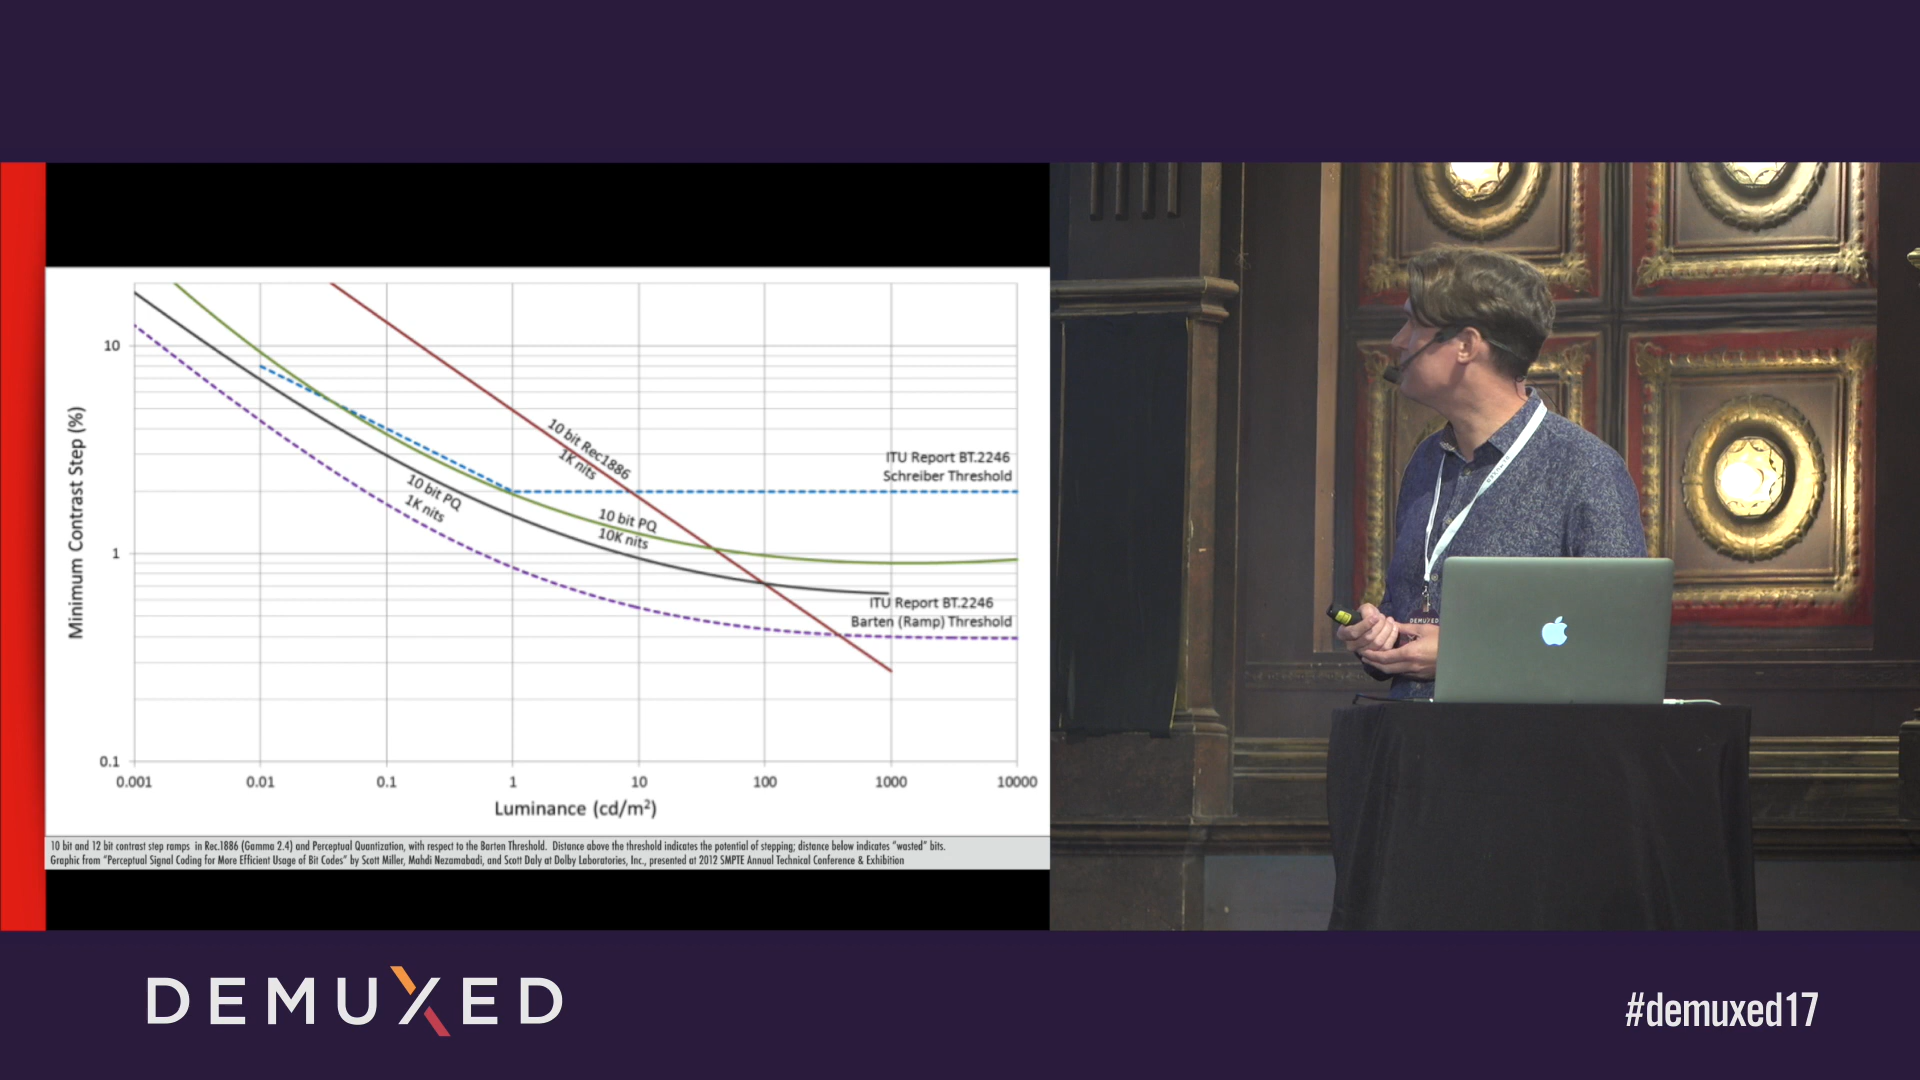 10
1
0.1
Minimum Contrast Step (%)
10 bit Rec1886
1K nits
10 bit PQ
1K nits
10 bit PQ
10K nits
ITU Report BT.2246
Schreiber Threshold
ITU Report BT.2246
Barten (Ramp) Threshold
0.001 0.01 0.1 1 10 100 1000 10000
Luminance (cd/m²)
10 bit and 12 bit contrast step ramps in Rec.1886 (Gamma 2.4) and Perceptual Quantization, with respect to the Barten Threshold. Distance above the threshold indicates the potential of stepping; distance below indicates "wasted" bits.
Graphic from "Perceptual Signal Coding for More Efficient Usage of Bit Codes" by Scott Miller, Mahdi Nezamabadi, and Scott Daly at Dolby Laboratories, Inc., presented at 2012 SMPTE Annual Technical Conference & Exhibition
DEMUXED
DEMUXED
#demuxed17